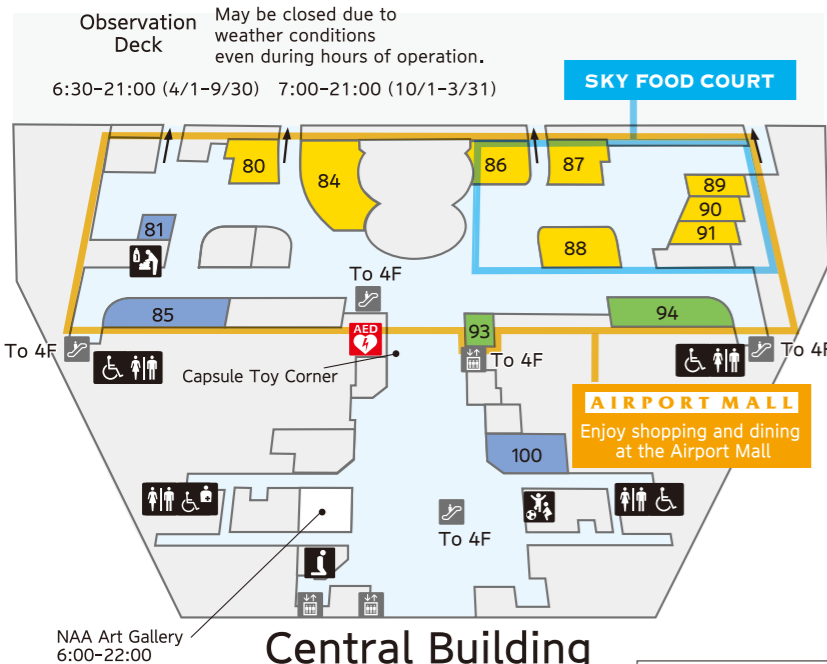 Observation
Deck
May be closed due to
weather conditions
even during hours of operation.
6:30-21:00 (4/1-9/30) 7:00-21:00 (10/1-3/31)
SKY FOOD COURT
80
84
86
87
89
90
91
81
88
To 4F
85
93
94
AED
To 4F
To 4F
To 4F
Capsule Toy Corner
AIRPORT MALL
Enjoy shopping and dining
at the Airport Mall
100
To 4F
NAA Art Gallery
6:00-22:00
Central Building